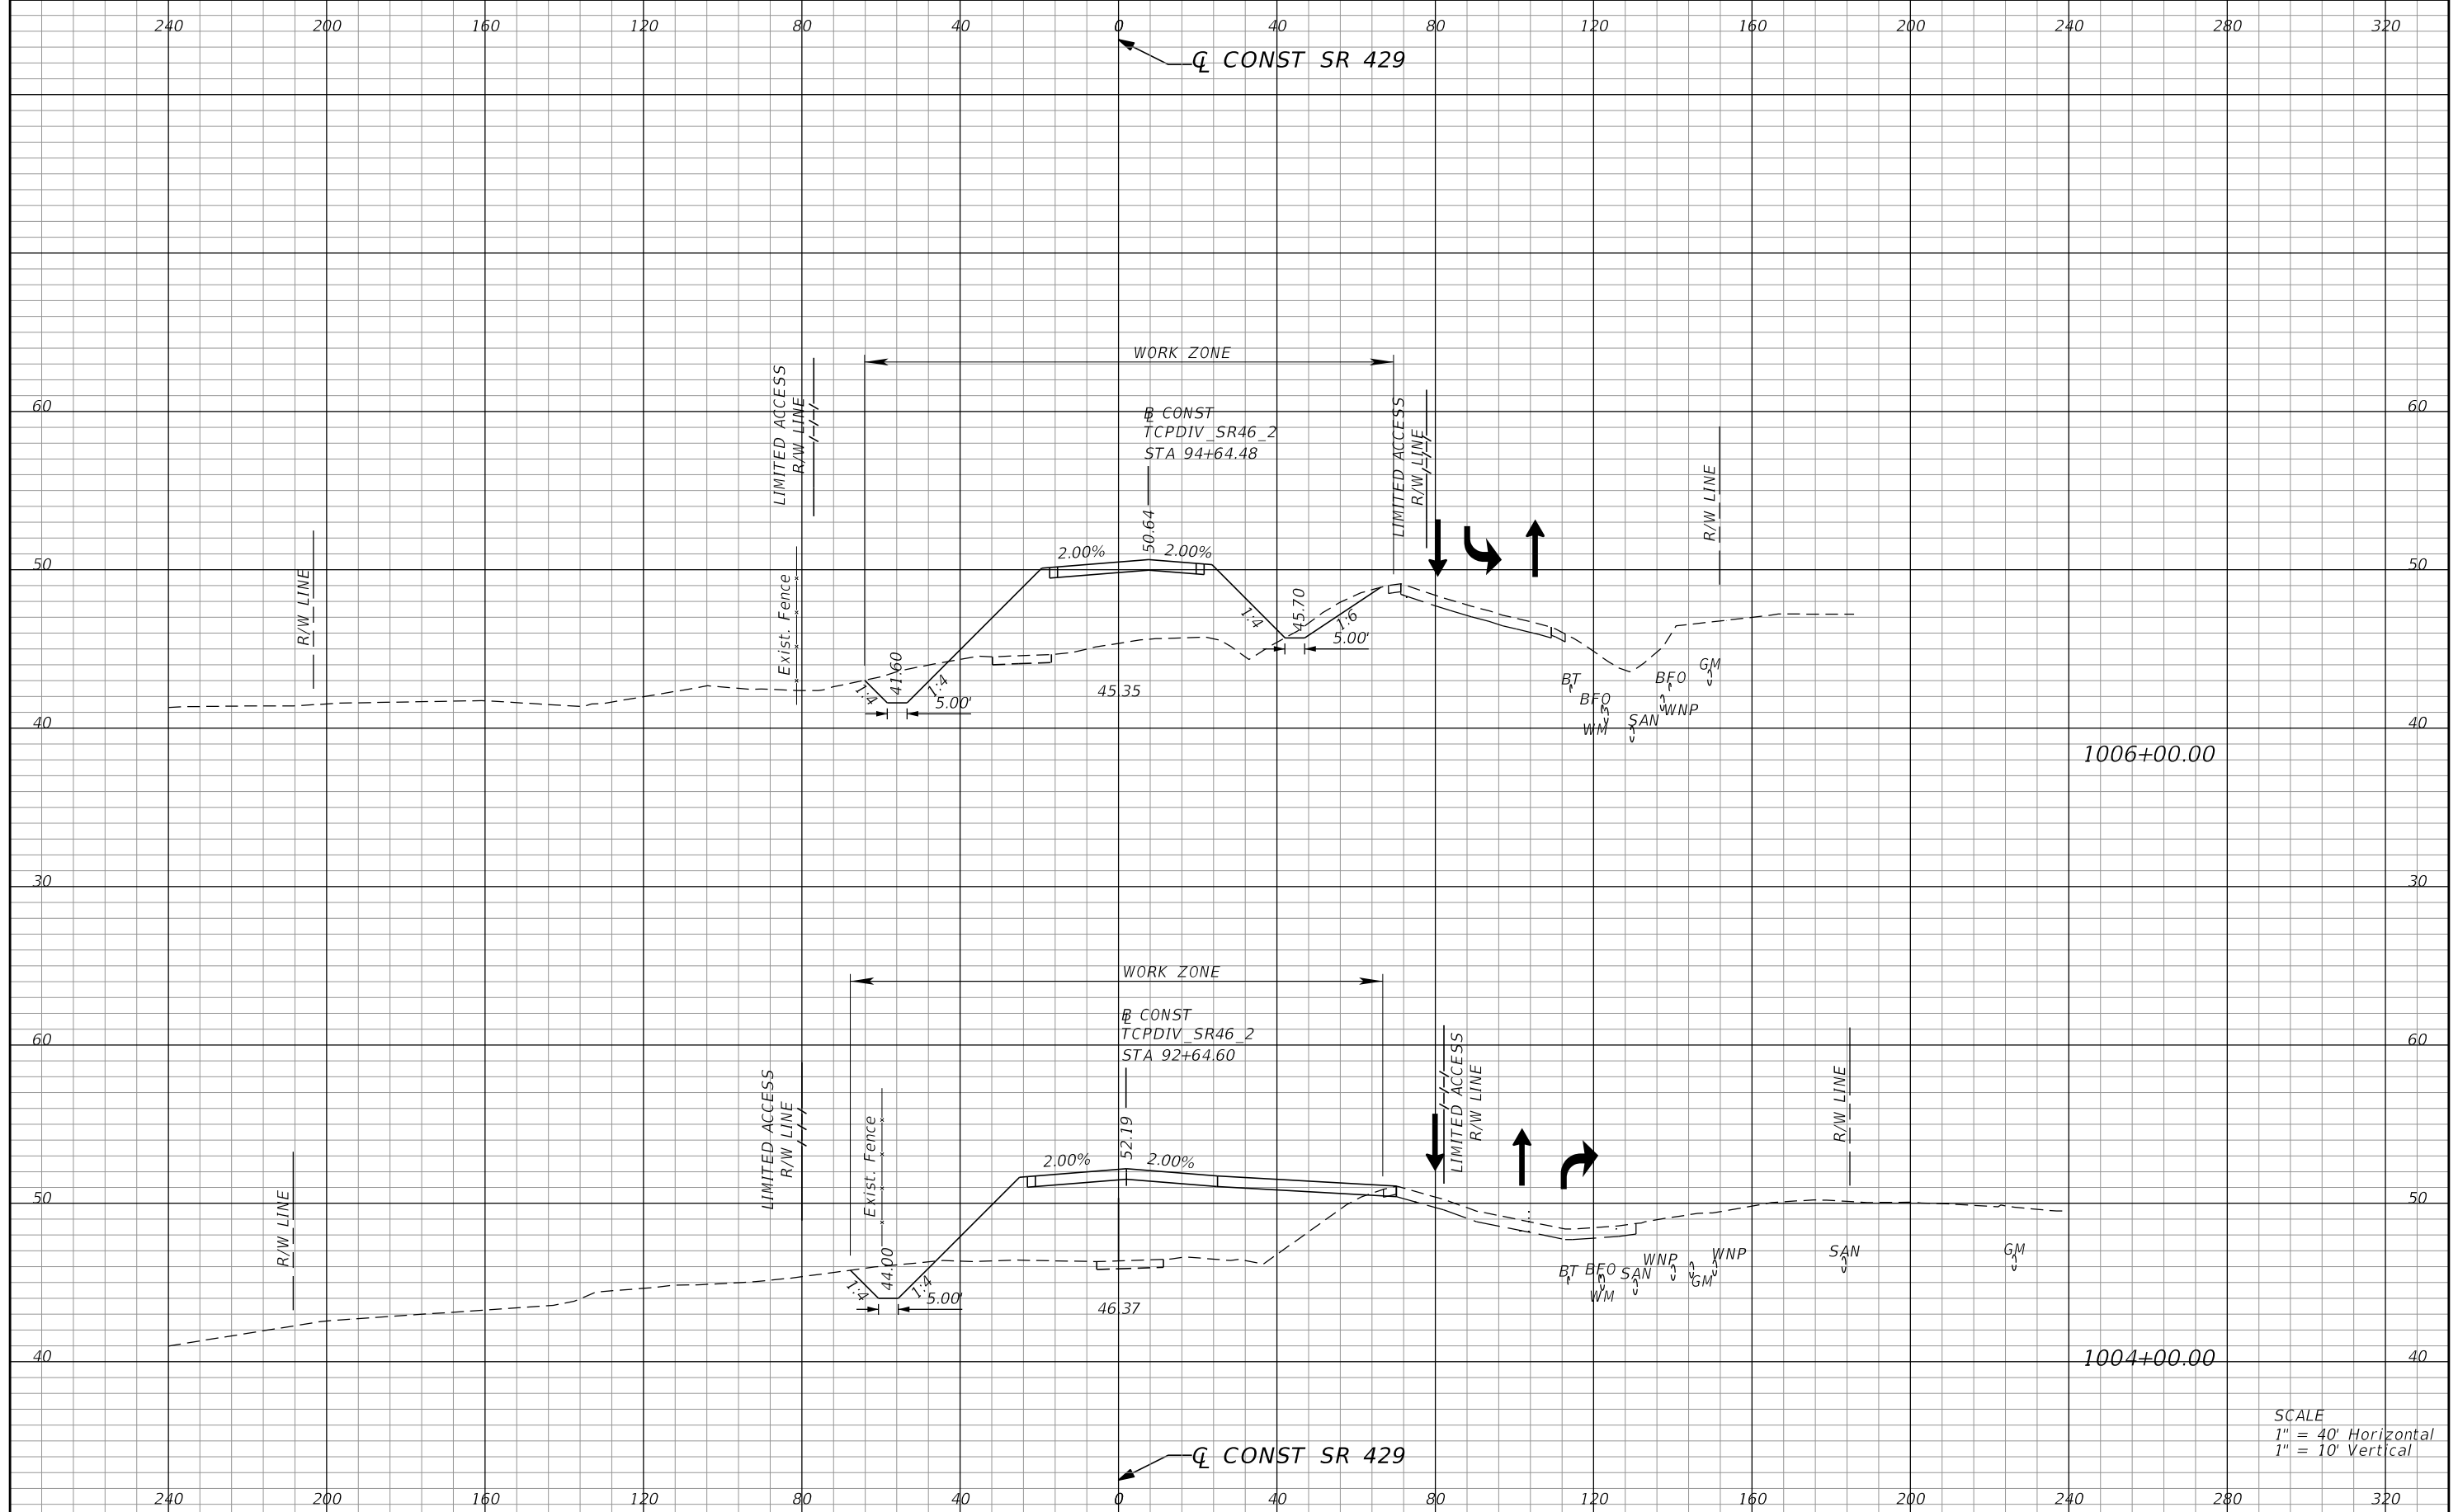 240 200 160 120 80 40 0 40 80 120 160 200 240 280 320
℄ CONST SR 429
WORK ZONE
LIMITED ACCESS
R/W LINE
60
60
BL CONST
TCPDIV_SR46_2
STA 94+64.48
LIMITED ACCESS
R/W LINE
R/W LINE
R/W LINE
Exist. Fence
50
50
2.00%
50.64
2.00%
1:4
45.70
1:6
5.00'
1:4
41.60
1:4
5.00'
45.35
BT
BFO
WM
SAN
BFO
WNP
GM
40
40
1006+00.00
30
30
WORK ZONE
60
60
BL CONST
TCPDIV_SR46_2
STA 92+64.60
LIMITED ACCESS
R/W LINE
Exist. Fence
LIMITED ACCESS
R/W LINE
R/W LINE
R/W LINE
50
50
2.00%
52.19
2.00%
1:4
44.00
1:4
5.00'
46.37
BT
BFO
WM
SAN
WNP
GM
WNP
SAN
GM
40
40
1004+00.00
SCALE
1" = 40' Horizontal
1" = 10' Vertical
℄ CONST SR 429
240 200 160 120 80 40 0 40 80 120 160 200 240 280 320